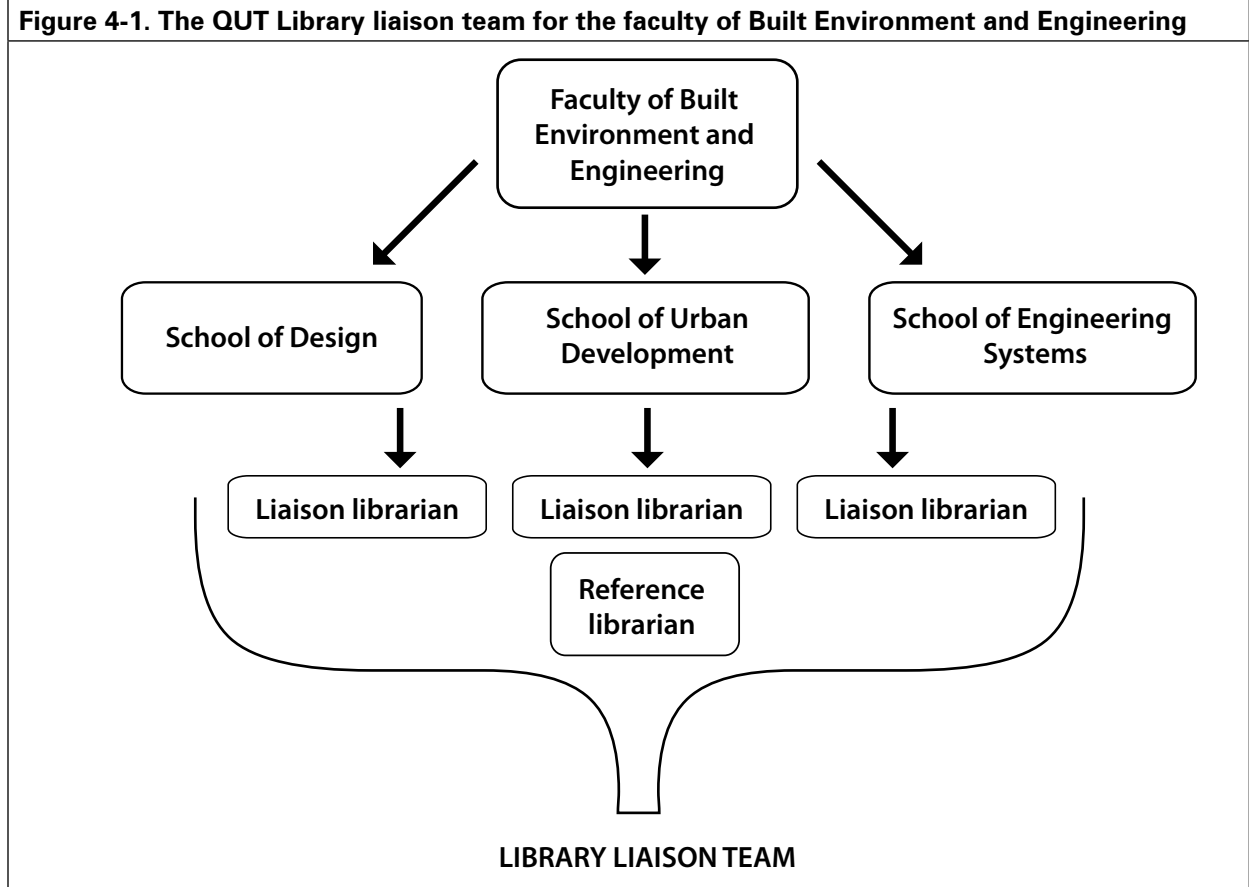 Figure 4-1. The QUT Library liaison team for the faculty of Built Environment and Engineering
Faculty of Built
Environment and
Engineering
School of Design
School of Urban
Development
School of Engineering
Systems
Liaison librarian
Liaison librarian
Liaison librarian
Reference
librarian
LIBRARY LIAISON TEAM